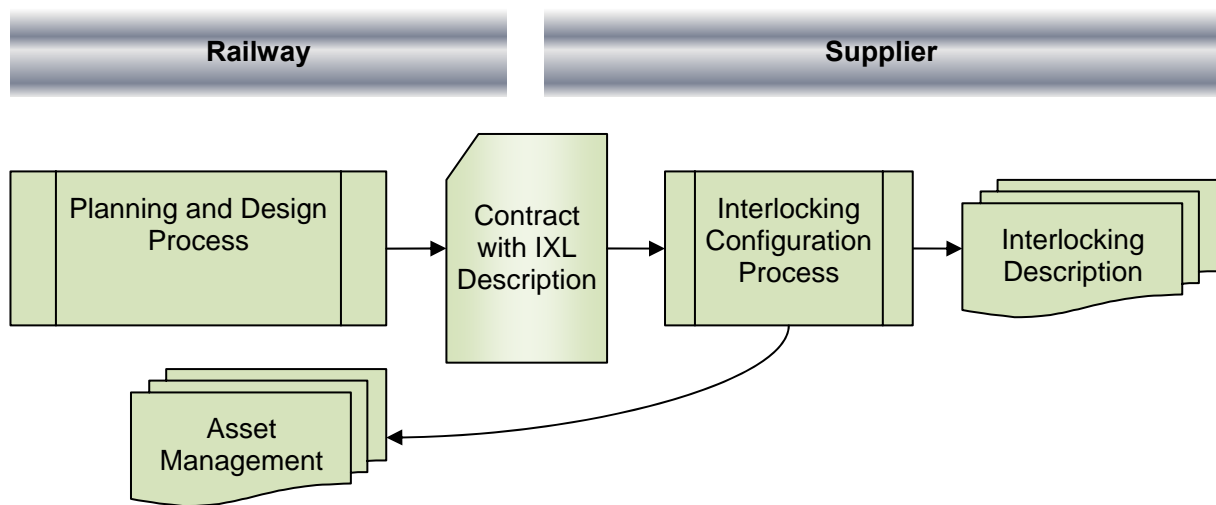 Railway
Supplier
Planning and Design
Process
Contract
with IXL
Description
Interlocking
Configuration
Process
Interlocking
Description
Asset
Management